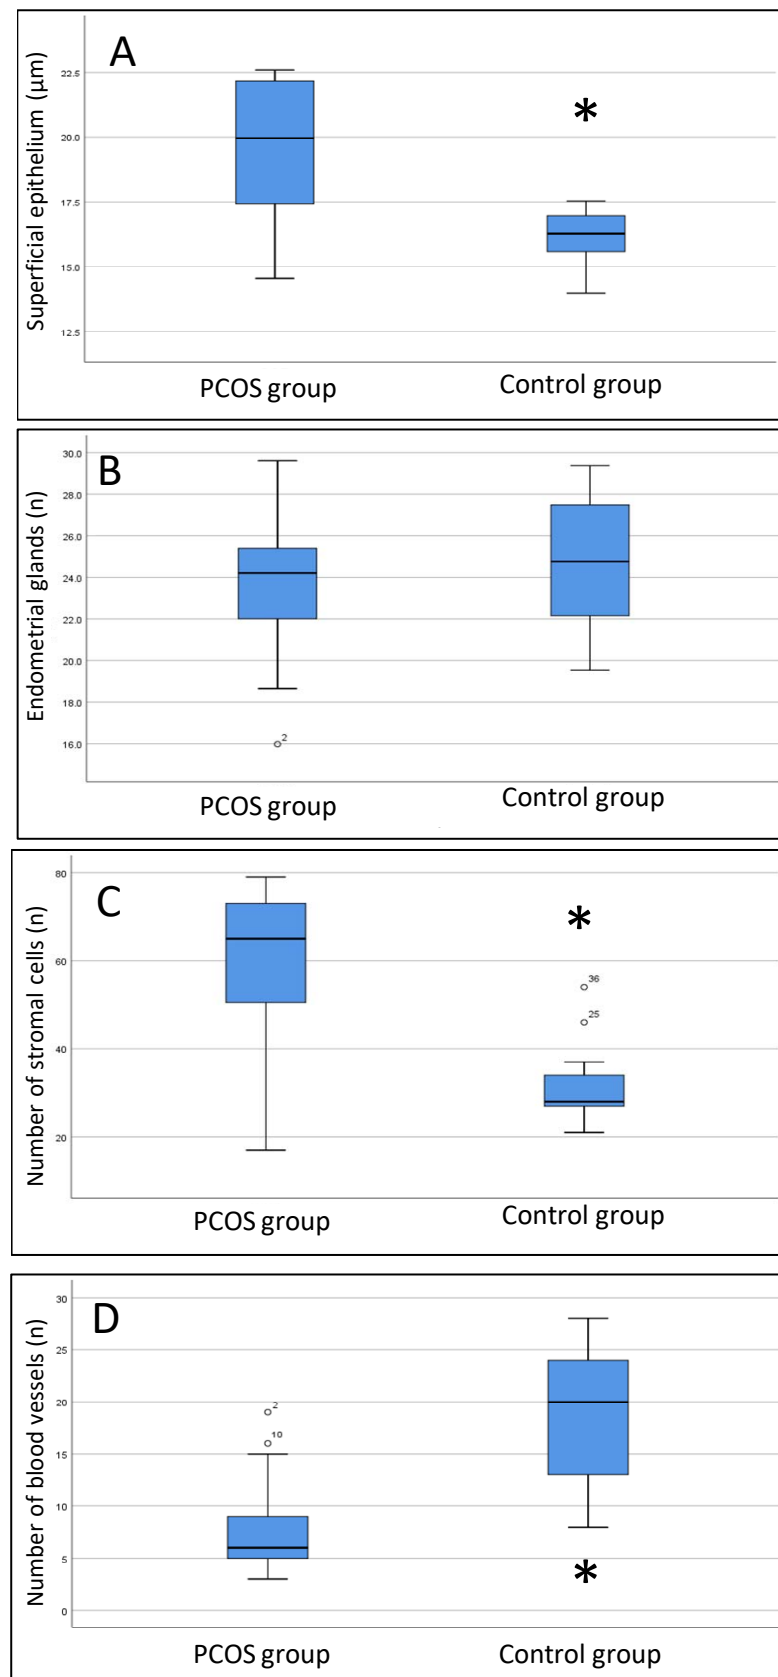 A
Superficial epithelium (µm)
22.5
20.0
17.5
15.0
12.5
*
PCOS group
Control group
B
Endometrial glands (n)
30.0
28.0
26.0
24.0
22.0
20.0
18.0
16.0
2
PCOS group
Control group
C
Number of stromal cells (n)
80
60
40
20
*
36
25
PCOS group
Control group
D
Number of blood vessels (n)
30
25
20
15
10
5
0
2
10
*
PCOS group
Control group